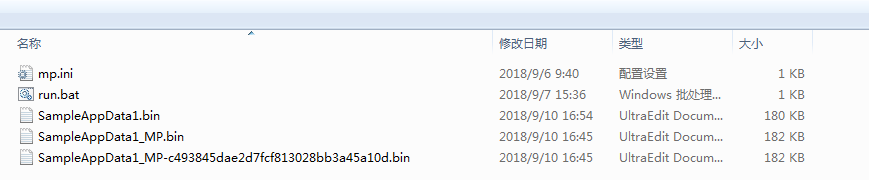 名称 修改日期 类型 大小
mp.ini 2018/9/6 9:40 配置设置 1 KB
run.bat 2018/9/7 15:36 Windows 批处理... 1 KB
SampleAppData1.bin 2018/9/10 16:54 UltraEdit Docum... 180 KB
SampleAppData1_MP.bin 2018/9/10 16:45 UltraEdit Docum... 182 KB
SampleAppData1_MP-c493845dae2d7fcf813028bb3a45a10d.bin 2018/9/10 16:45 UltraEdit Docum... 182 KB